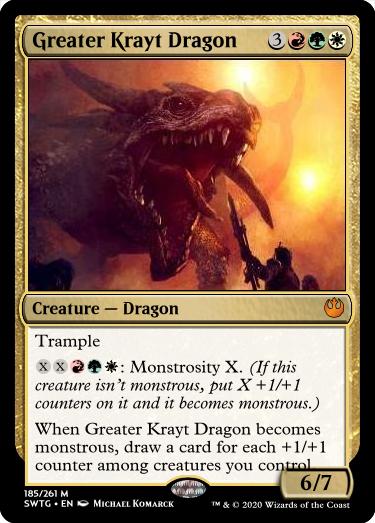 Greater Krayt Dragon 3
Creature — Dragon
Trample
X X : Monstrosity X. (If this
creature isn't monstrous, put X +1/+1
counters on it and it becomes monstrous.)
When Greater Krayt Dragon becomes
monstrous, draw a card for each +1/+1
counter among creatures you control.
6/7
185/261 M
SWTG • EN Michael Komarck
™ & © 2020 Wizards of the Coast